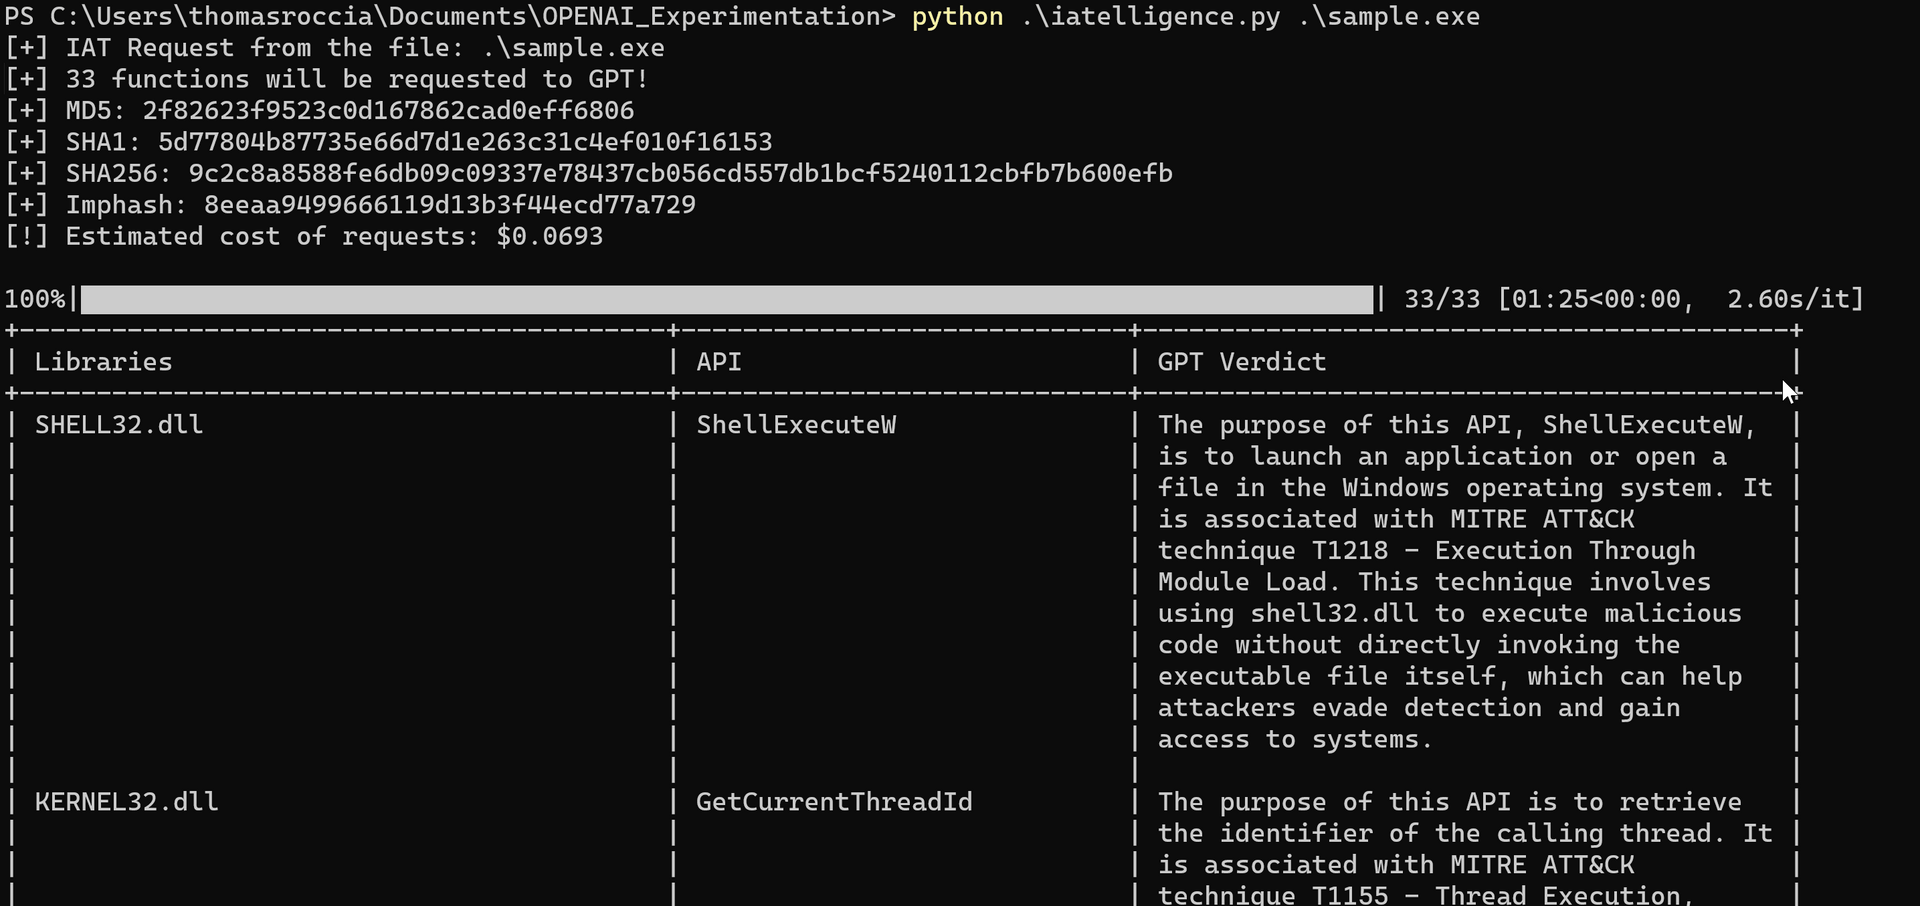 PS C:\Users\thomasroccia\Documents\OPENAI_Experimentation> python .\iatelligence.py .\sample.exe
[+] IAT Request from the file: .\sample.exe
[+] 33 functions will be requested to GPT!
[+] MD5: 2f82623f9523c0d167862cad0eff6806
[+] SHA1: 5d77804b87735e66d7d1e263c31c4ef010f16153
[+] SHA256: 9c2c8a8588fe6db09c09337e78437cb056cd557db1bcf5240112cbfb7b600efb
[+] Imphash: 8eeaa9499666119d13b3f44ecd77a729
[!] Estimated cost of requests: $0.0693
100%| | 33/33 [01:25<00:00,  2.60s/it]
| Libraries | API | GPT Verdict |
| SHELL32.dll | ShellExecuteW | The purpose of this API, ShellExecuteW, |
is to launch an application or open a
file in the Windows operating system. It
is associated with MITRE ATT&CK
technique T1218 - Execution Through
Module Load. This technique involves
using shell32.dll to execute malicious
code without directly invoking the
executable file itself, which can help
attackers evade detection and gain
access to systems.
| KERNEL32.dll | GetCurrentThreadId | The purpose of this API is to retrieve |
the identifier of the calling thread. It
is associated with MITRE ATT&CK
technique T1155 - Thread Execution,